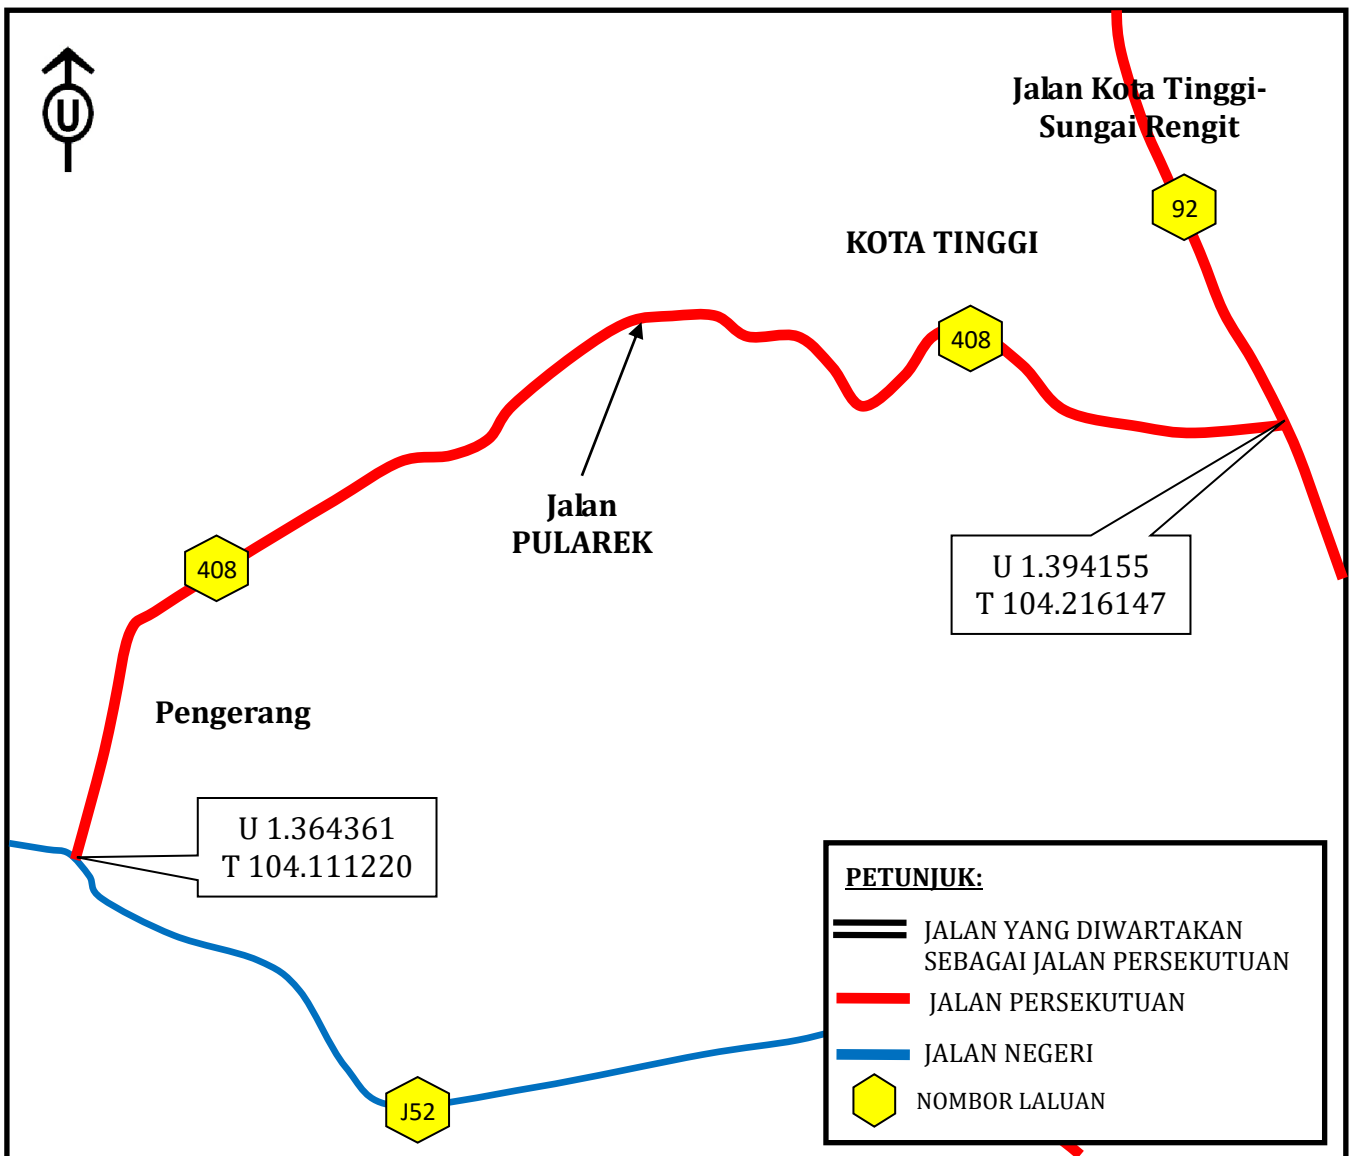 U
Jalan Kota Tinggi-
Sungai Rengit
92
KOTA TINGGI
408
Jalan
PULAREK
U 1.394155
T 104.216147
408
Pengerang
U 1.364361
T 104.111220
J52
PETUNJUK:
JALAN YANG DIWARTAKAN
SEBAGAI JALAN PERSEKUTUAN
JALAN PERSEKUTUAN
JALAN NEGERI
NOMBOR LALUAN